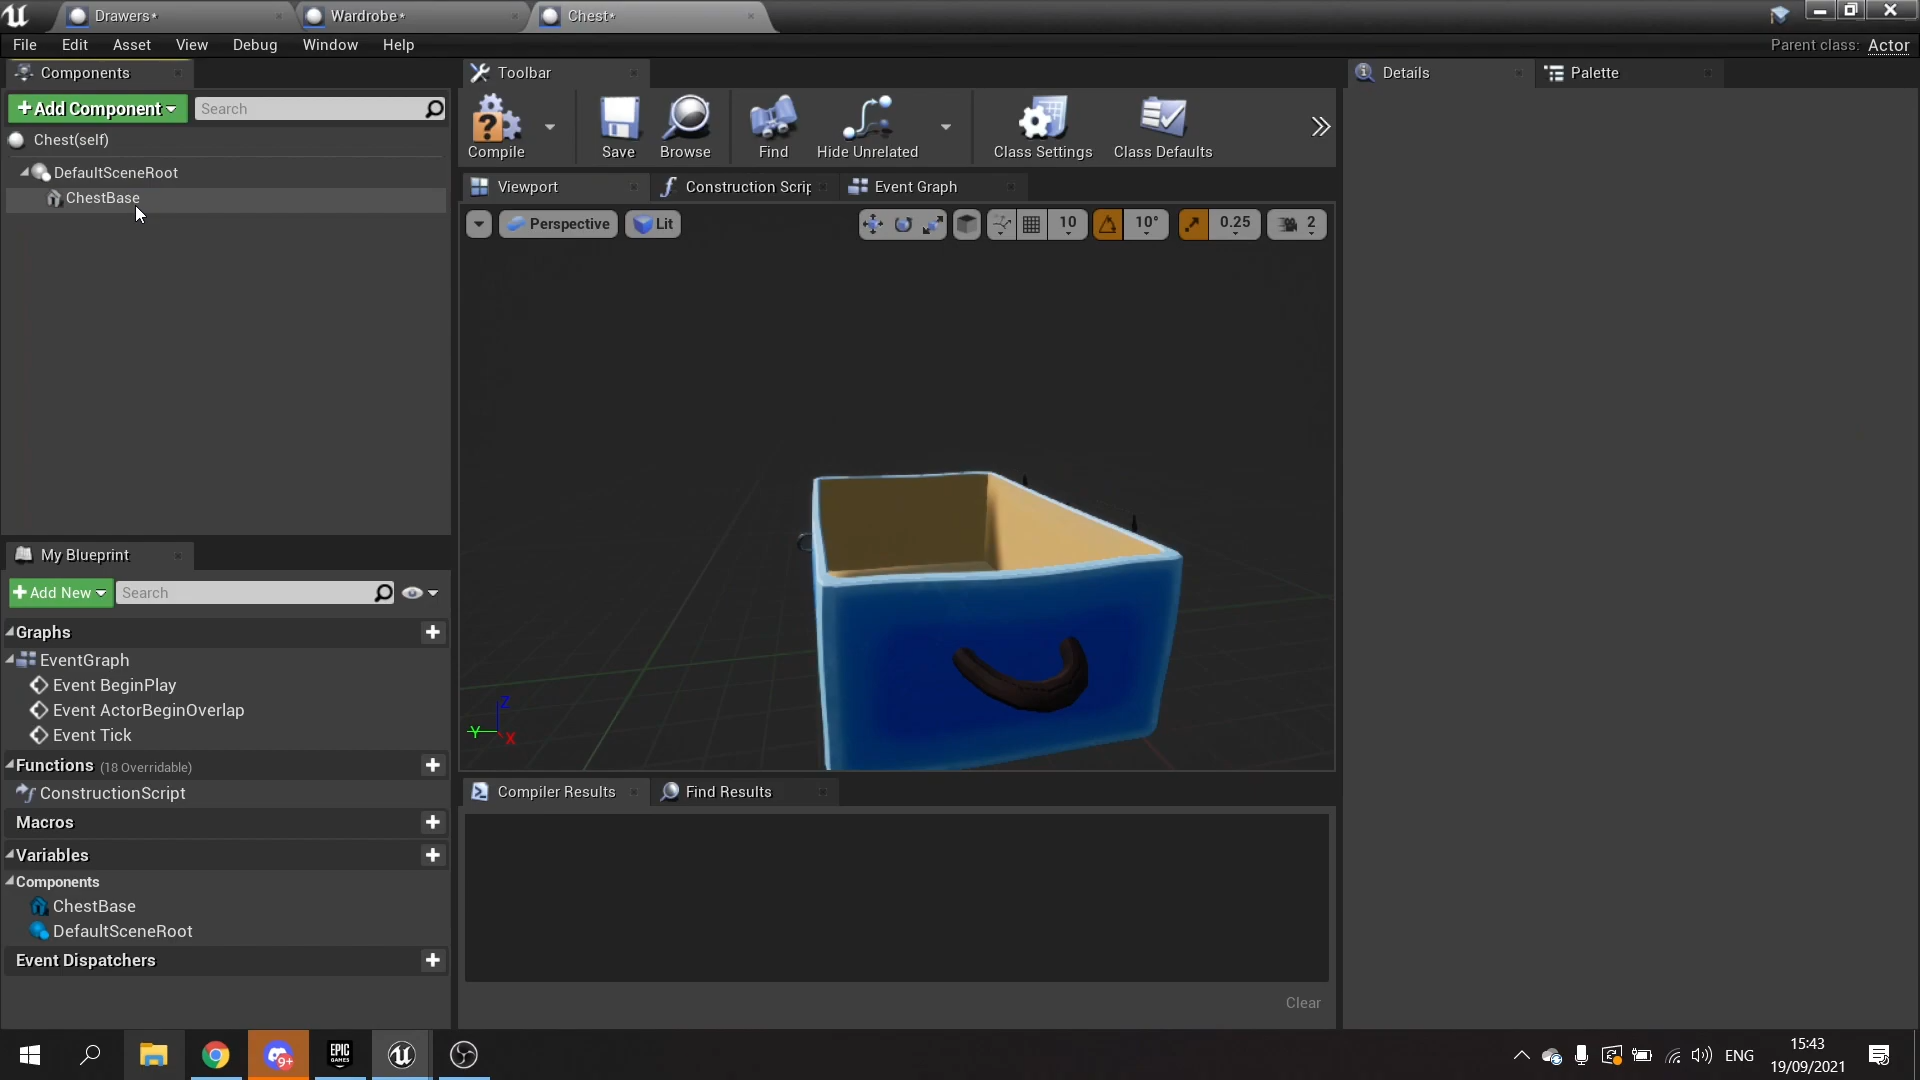 Drawers*
Wardrobe*
Chest*
File
Edit
Asset
View
Debug
Window
Help
Parent class:
Actor
Components
Toolbar
Details
Palette
+Add Component
Search
Chest(self)
DefaultSceneRoot
ChestBase
Compile
Save
Browse
Find
Hide Unrelated
Class Settings
Class Defaults
Viewport
Construction Scrip
Event Graph
Perspective
Lit
10
10°
0.25
2
Z
Y
X
My Blueprint
+Add New
Search
Graphs
EventGraph
Event BeginPlay
Event ActorBeginOverlap
Event Tick
Functions (18 Overridable)
ConstructionScript
Macros
Variables
Components
ChestBase
DefaultSceneRoot
Event Dispatchers
Compiler Results
Find Results
Clear
9+
EPIC
GAMES
ENG
15:43
19/09/2021